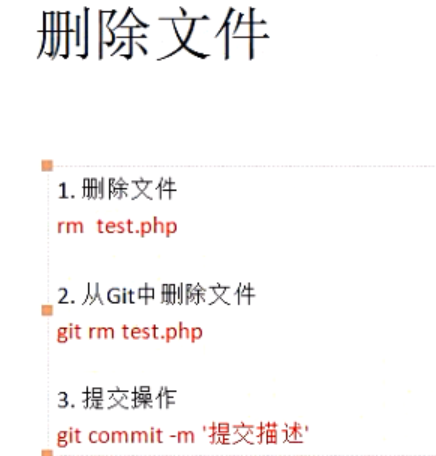 删除文件
1. 删除文件
rm  test.php
2. 从Git中删除文件
git rm test.php
3. 提交操作
git commit -m '提交描述'